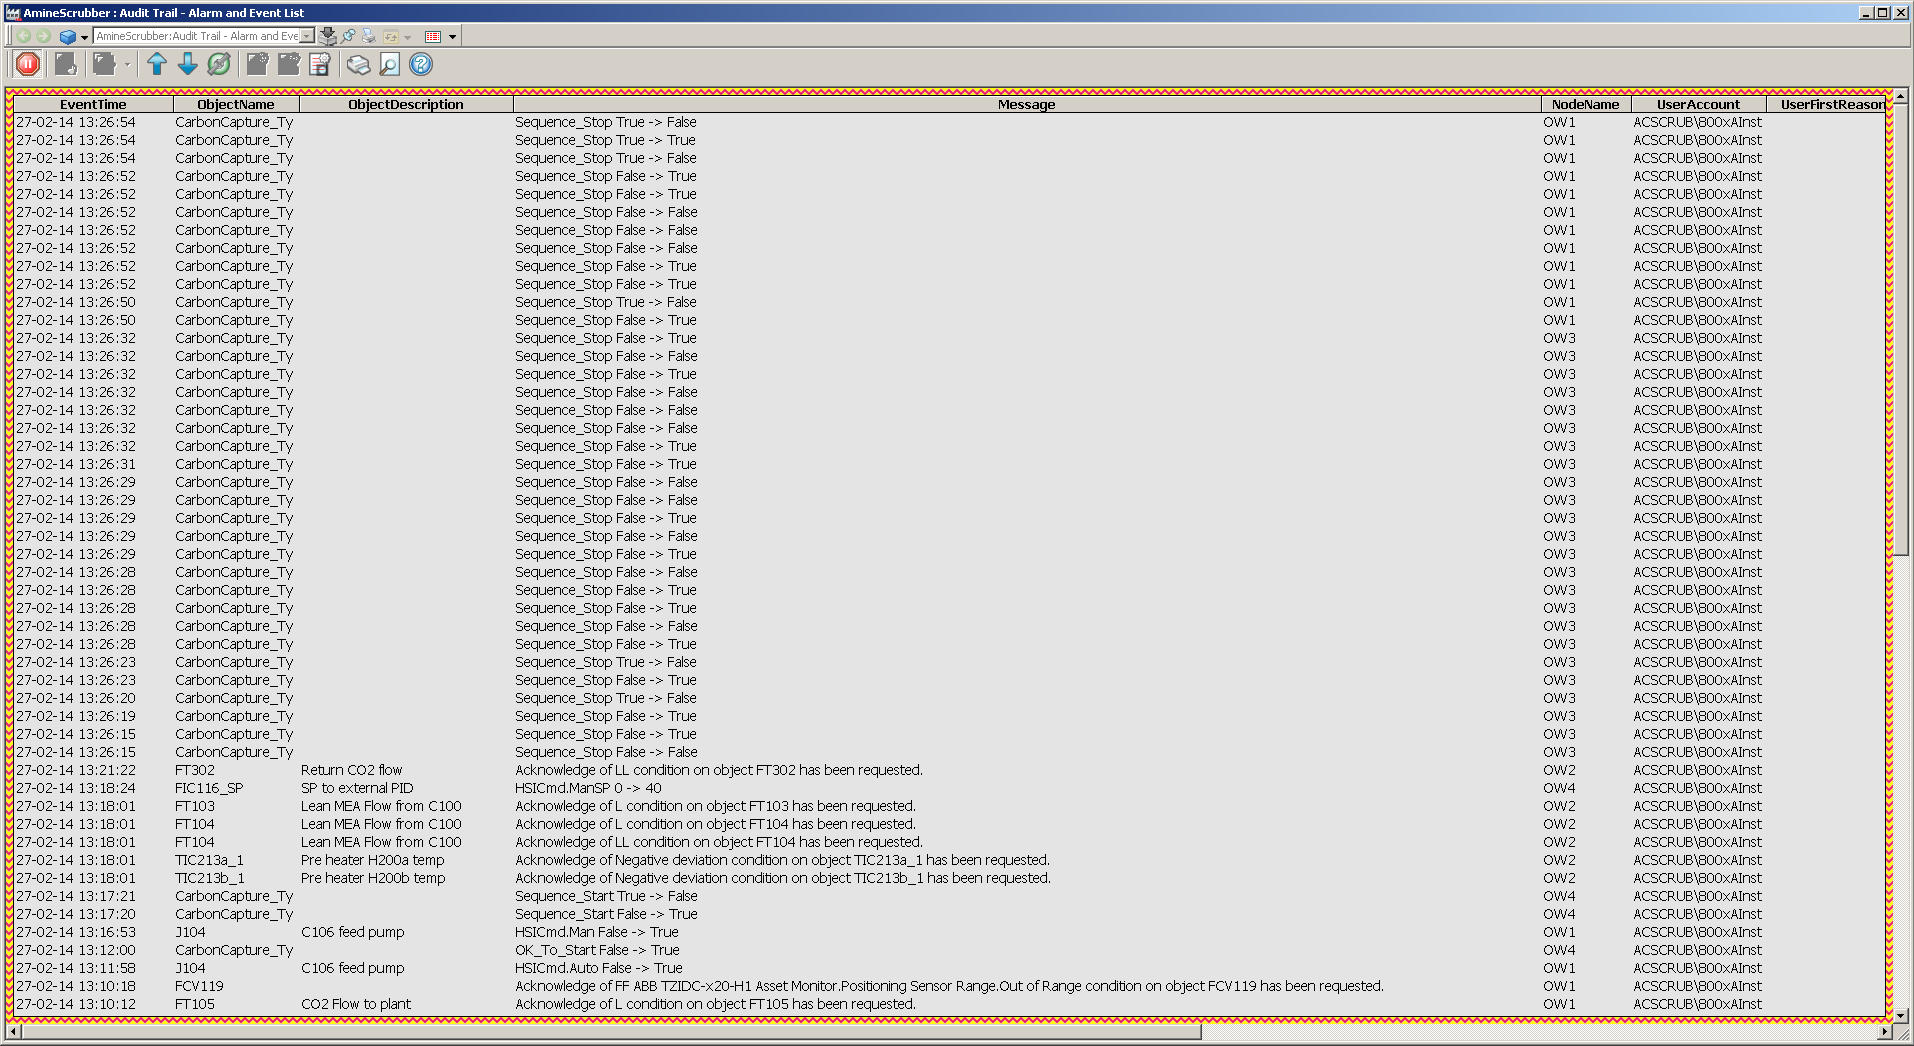 AmineScrubber : Audit Trail - Alarm and Event List
AmineScrubber:Audit Trail - Alarm and Eve
EventTime ObjectName ObjectDescription Message NodeName UserAccount UserFirstReason
27-02-14 13:26:54 CarbonCapture_Ty Sequence_Stop True -> False OW1 ACSCRUB\800xAInst
27-02-14 13:26:54 CarbonCapture_Ty Sequence_Stop True -> True OW1 ACSCRUB\800xAInst
27-02-14 13:26:54 CarbonCapture_Ty Sequence_Stop True -> False OW1 ACSCRUB\800xAInst
27-02-14 13:26:52 CarbonCapture_Ty Sequence_Stop False -> True OW1 ACSCRUB\800xAInst
27-02-14 13:26:52 CarbonCapture_Ty Sequence_Stop False -> True OW1 ACSCRUB\800xAInst
27-02-14 13:26:52 CarbonCapture_Ty Sequence_Stop False -> False OW1 ACSCRUB\800xAInst
27-02-14 13:26:52 CarbonCapture_Ty Sequence_Stop False -> False OW1 ACSCRUB\800xAInst
27-02-14 13:26:52 CarbonCapture_Ty Sequence_Stop False -> False OW1 ACSCRUB\800xAInst
27-02-14 13:26:52 CarbonCapture_Ty Sequence_Stop False -> True OW1 ACSCRUB\800xAInst
27-02-14 13:26:52 CarbonCapture_Ty Sequence_Stop False -> True OW1 ACSCRUB\800xAInst
27-02-14 13:26:50 CarbonCapture_Ty Sequence_Stop True -> False OW1 ACSCRUB\800xAInst
27-02-14 13:26:50 CarbonCapture_Ty Sequence_Stop False -> True OW1 ACSCRUB\800xAInst
27-02-14 13:26:32 CarbonCapture_Ty Sequence_Stop False -> True OW3 ACSCRUB\800xAInst
27-02-14 13:26:32 CarbonCapture_Ty Sequence_Stop False -> False OW3 ACSCRUB\800xAInst
27-02-14 13:26:32 CarbonCapture_Ty Sequence_Stop False -> True OW3 ACSCRUB\800xAInst
27-02-14 13:26:32 CarbonCapture_Ty Sequence_Stop False -> False OW3 ACSCRUB\800xAInst
27-02-14 13:26:32 CarbonCapture_Ty Sequence_Stop False -> False OW3 ACSCRUB\800xAInst
27-02-14 13:26:32 CarbonCapture_Ty Sequence_Stop False -> False OW3 ACSCRUB\800xAInst
27-02-14 13:26:32 CarbonCapture_Ty Sequence_Stop False -> True OW3 ACSCRUB\800xAInst
27-02-14 13:26:31 CarbonCapture_Ty Sequence_Stop False -> True OW3 ACSCRUB\800xAInst
27-02-14 13:26:29 CarbonCapture_Ty Sequence_Stop False -> False OW3 ACSCRUB\800xAInst
27-02-14 13:26:29 CarbonCapture_Ty Sequence_Stop False -> False OW3 ACSCRUB\800xAInst
27-02-14 13:26:29 CarbonCapture_Ty Sequence_Stop False -> True OW3 ACSCRUB\800xAInst
27-02-14 13:26:29 CarbonCapture_Ty Sequence_Stop False -> False OW3 ACSCRUB\800xAInst
27-02-14 13:26:29 CarbonCapture_Ty Sequence_Stop False -> True OW3 ACSCRUB\800xAInst
27-02-14 13:26:28 CarbonCapture_Ty Sequence_Stop False -> False OW3 ACSCRUB\800xAInst
27-02-14 13:26:28 CarbonCapture_Ty Sequence_Stop False -> True OW3 ACSCRUB\800xAInst
27-02-14 13:26:28 CarbonCapture_Ty Sequence_Stop False -> True OW3 ACSCRUB\800xAInst
27-02-14 13:26:28 CarbonCapture_Ty Sequence_Stop False -> False OW3 ACSCRUB\800xAInst
27-02-14 13:26:28 CarbonCapture_Ty Sequence_Stop False -> True OW3 ACSCRUB\800xAInst
27-02-14 13:26:23 CarbonCapture_Ty Sequence_Stop True -> False OW3 ACSCRUB\800xAInst
27-02-14 13:26:23 CarbonCapture_Ty Sequence_Stop False -> True OW3 ACSCRUB\800xAInst
27-02-14 13:26:20 CarbonCapture_Ty Sequence_Stop True -> False OW3 ACSCRUB\800xAInst
27-02-14 13:26:19 CarbonCapture_Ty Sequence_Stop False -> True OW3 ACSCRUB\800xAInst
27-02-14 13:26:15 CarbonCapture_Ty Sequence_Stop False -> True OW3 ACSCRUB\800xAInst
27-02-14 13:26:15 CarbonCapture_Ty Sequence_Stop False -> False OW3 ACSCRUB\800xAInst
27-02-14 13:21:22 FT302 Return CO2 flow Acknowledge of LL condition on object FT302 has been requested. OW2 ACSCRUB\800xAInst
27-02-14 13:18:24 FIC116_SP SP to external PID HSICmd.ManSP 0 -> 40 OW4 ACSCRUB\800xAInst
27-02-14 13:18:01 FT103 Lean MEA Flow from C100 Acknowledge of L condition on object FT103 has been requested. OW2 ACSCRUB\800xAInst
27-02-14 13:18:01 FT104 Lean MEA Flow from C100 Acknowledge of L condition on object FT104 has been requested. OW2 ACSCRUB\800xAInst
27-02-14 13:18:01 FT104 Lean MEA Flow from C100 Acknowledge of LL condition on object FT104 has been requested. OW2 ACSCRUB\800xAInst
27-02-14 13:18:01 TIC213a_1 Pre heater H200a temp Acknowledge of Negative deviation condition on object TIC213a_1 has been requested. OW2 ACSCRUB\800xAInst
27-02-14 13:18:01 TIC213b_1 Pre heater H200b temp Acknowledge of Negative deviation condition on object TIC213b_1 has been requested. OW2 ACSCRUB\800xAInst
27-02-14 13:17:21 CarbonCapture_Ty Sequence_Start True -> False OW4 ACSCRUB\800xAInst
27-02-14 13:17:20 CarbonCapture_Ty Sequence_Start False -> True OW4 ACSCRUB\800xAInst
27-02-14 13:16:53 J104 C106 feed pump HSICmd.Man False -> True OW1 ACSCRUB\800xAInst
27-02-14 13:12:00 CarbonCapture_Ty OK_To_Start False -> True OW4 ACSCRUB\800xAInst
27-02-14 13:11:58 J104 C106 feed pump HSICmd.Auto False -> True OW1 ACSCRUB\800xAInst
27-02-14 13:10:18 FCV119 Acknowledge of FF ABB TZIDC-x20-H1 Asset Monitor.Positioning Sensor Range.Out of Range condition on object FCV119 has been requested. OW1 ACSCRUB\800xAInst
27-02-14 13:10:12 FT105 CO2 Flow to plant Acknowledge of L condition on object FT105 has been requested. OW1 ACSCRUB\800xAInst